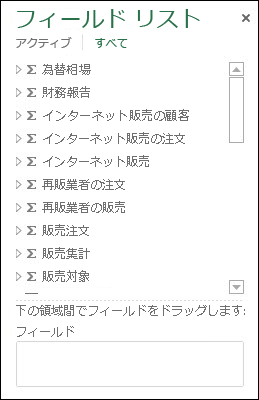 フィールド リスト
アクティブ すべて
Σ 為替相場
Σ 財務報告
Σ インターネット販売の顧客
Σ インターネット販売の注文
Σ インターネット販売
Σ 再販業者の注文
Σ 再販業者の販売
Σ 販売注文
Σ 販売集計
Σ 販売対象
下の領域間でフィールドをドラッグします:
フィールド